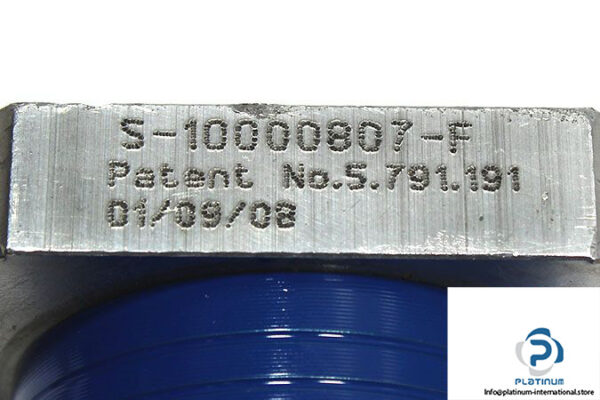 S-10000807-F
Patent No.5.791.191
01/09/08
PLATINUM
Info@platinum-international.store